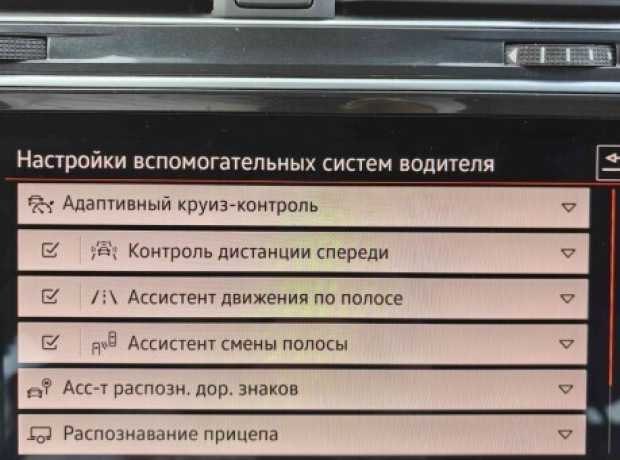 Настройки вспомогательных систем водителя
Адаптивный круиз-контроль
Контроль дистанции спереди
Ассистент движения по полосе
Ассистент смены полосы
Асс-т распозн. дор. знаков
Распознавание прицепа